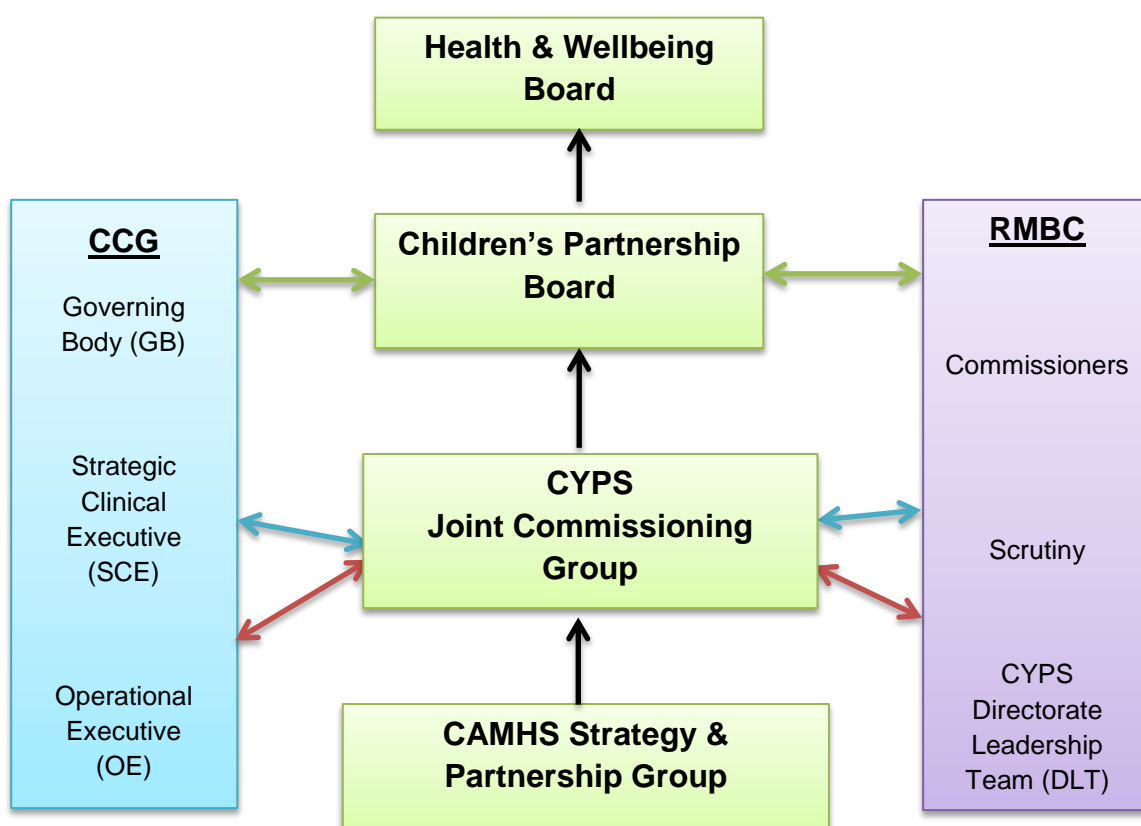 Health & Wellbeing
Board
CCG
Governing
Body (GB)
Strategic
Clinical
Executive
(SCE)
Operational
Executive
(OE)
Children’s Partnership
Board
CYPS
Joint Commissioning
Group
CAMHS Strategy &
Partnership Group
RMBC
Commissioners
Scrutiny
CYPS
Directorate
Leadership
Team (DLT)